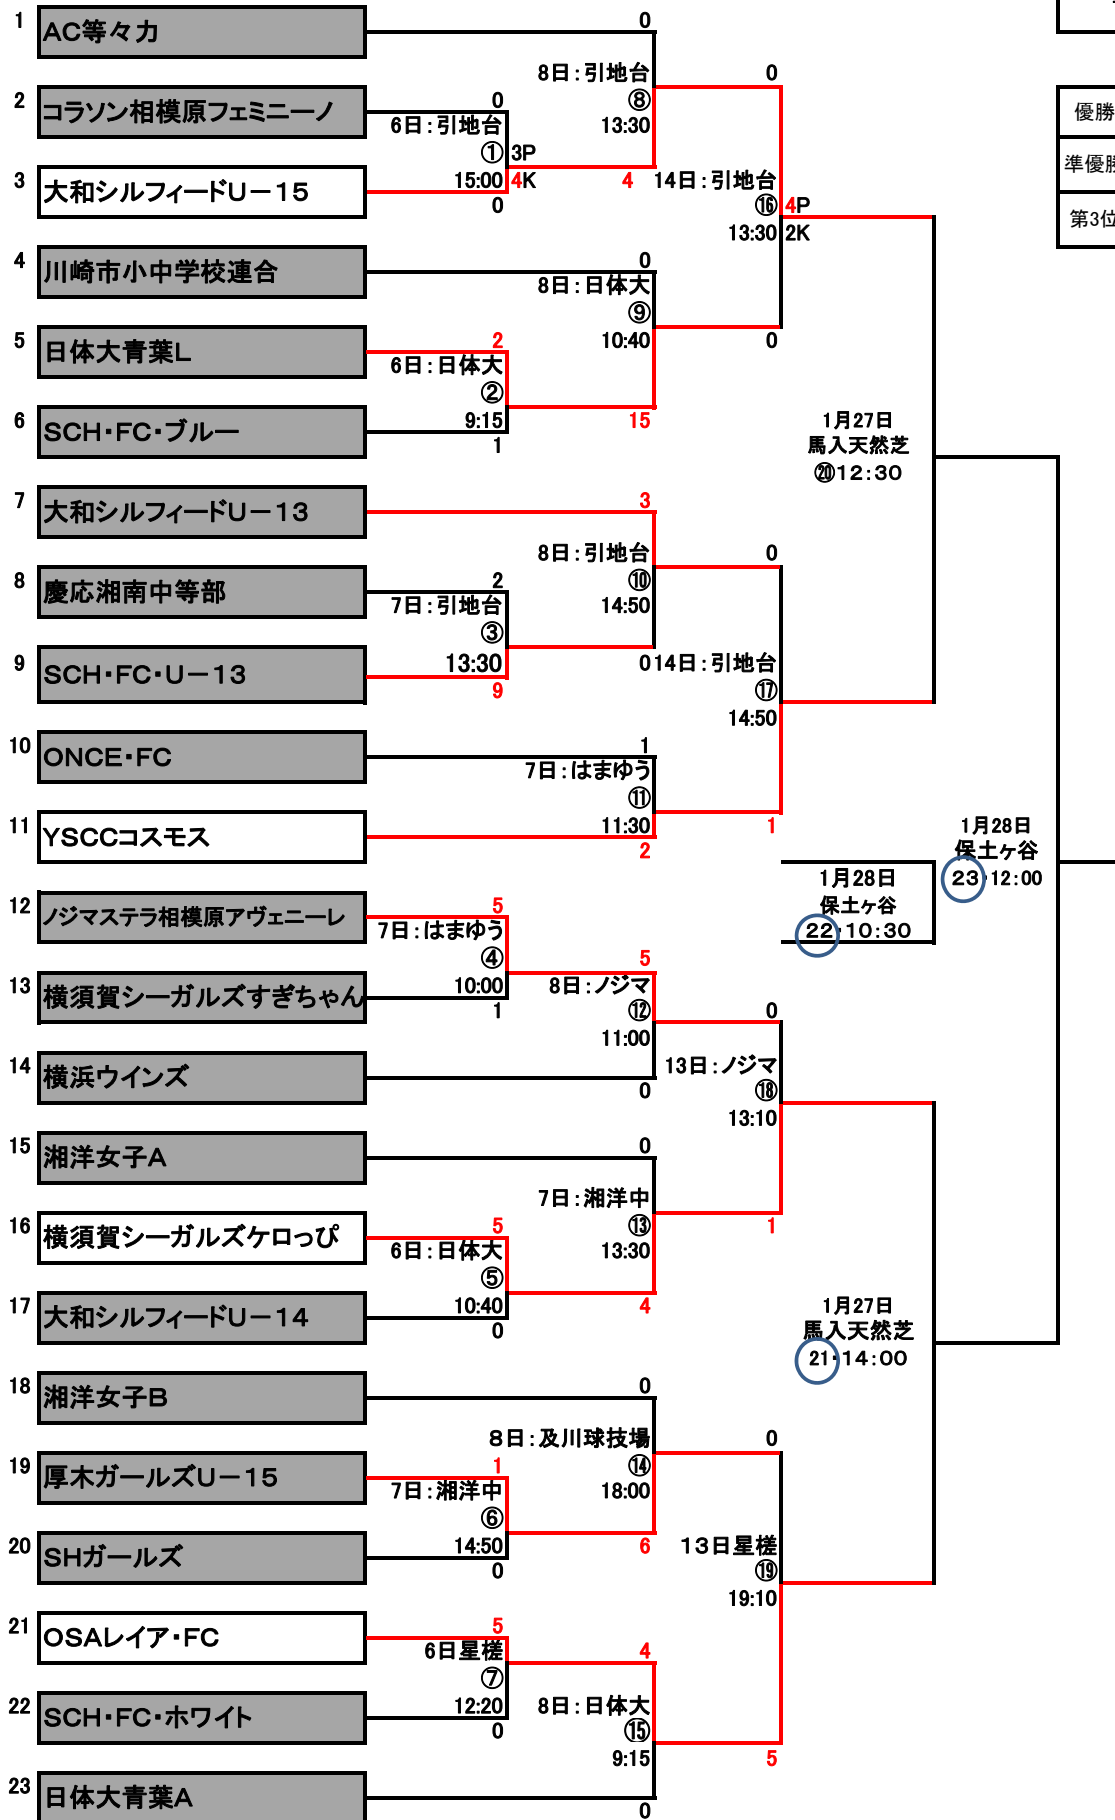 1 AC等々力 0
8日：引地台 0
2 コラソン相模原フェミニーノ 0 ⑧
6日：引地台 13:30
① 3P
3 大和シルフィードU－15 15:00 4K 4 14日：引地台
0 ⑯ 4P
13:30 2K
4 川崎市小中学校連合 0
8日：日体大
⑨
5 日体大青葉L 2 10:40 0
6日：日体大
②
6 SCH・FC・ブルー 9:15 15
1
1月27日
馬入天然芝
⑳12：30
7 大和シルフィードU－13 3
8日：引地台 0
8 慶応湘南中等部 2 ⑩
7日：引地台 14:50
③
9 SCH・FC・U－13 13:30 0 14日：引地台
9 ⑰
14:50
10 ONCE・FC 1
7日：はまゆう
⑪
11 YSCCコスモス 11:30 1
2
1月28日
保土ヶ谷
23・12：00
1月28日
保土ヶ谷
22・10：30
12 ノジマステラ相模原アヴェニーレ 5
7日：はまゆう
④ 5
13 横須賀シーガルズすぎちゃん 10:00 8日：ノジマ
1 ⑫ 0
11:00
14 横浜ウインズ 13日：ノジマ
0 ⑱
13:10
15 湘洋女子A 0
7日：湘洋中
16 横須賀シーガルズケロっぴ 5 ⑬ 1
6日：日体大 13:30
⑤
17 大和シルフィードU－14 10:40 4
0
1月27日
馬入天然芝
21・14：00
18 湘洋女子B 0
8日：及川球技場 0
19 厚木ガールズU－15 1 ⑭
7日：湘洋中 18:00
⑥
20 SHガールズ 14:50 6 13日星槎
0 ⑲
19:10
21 OSAレイア・FC 5
6日星槎 4
⑦
22 SCH・FC・ホワイト 12:20 8日：日体大
0 ⑮
9:15 5
23 日体大青葉A
0
優勝
準優勝
第3位